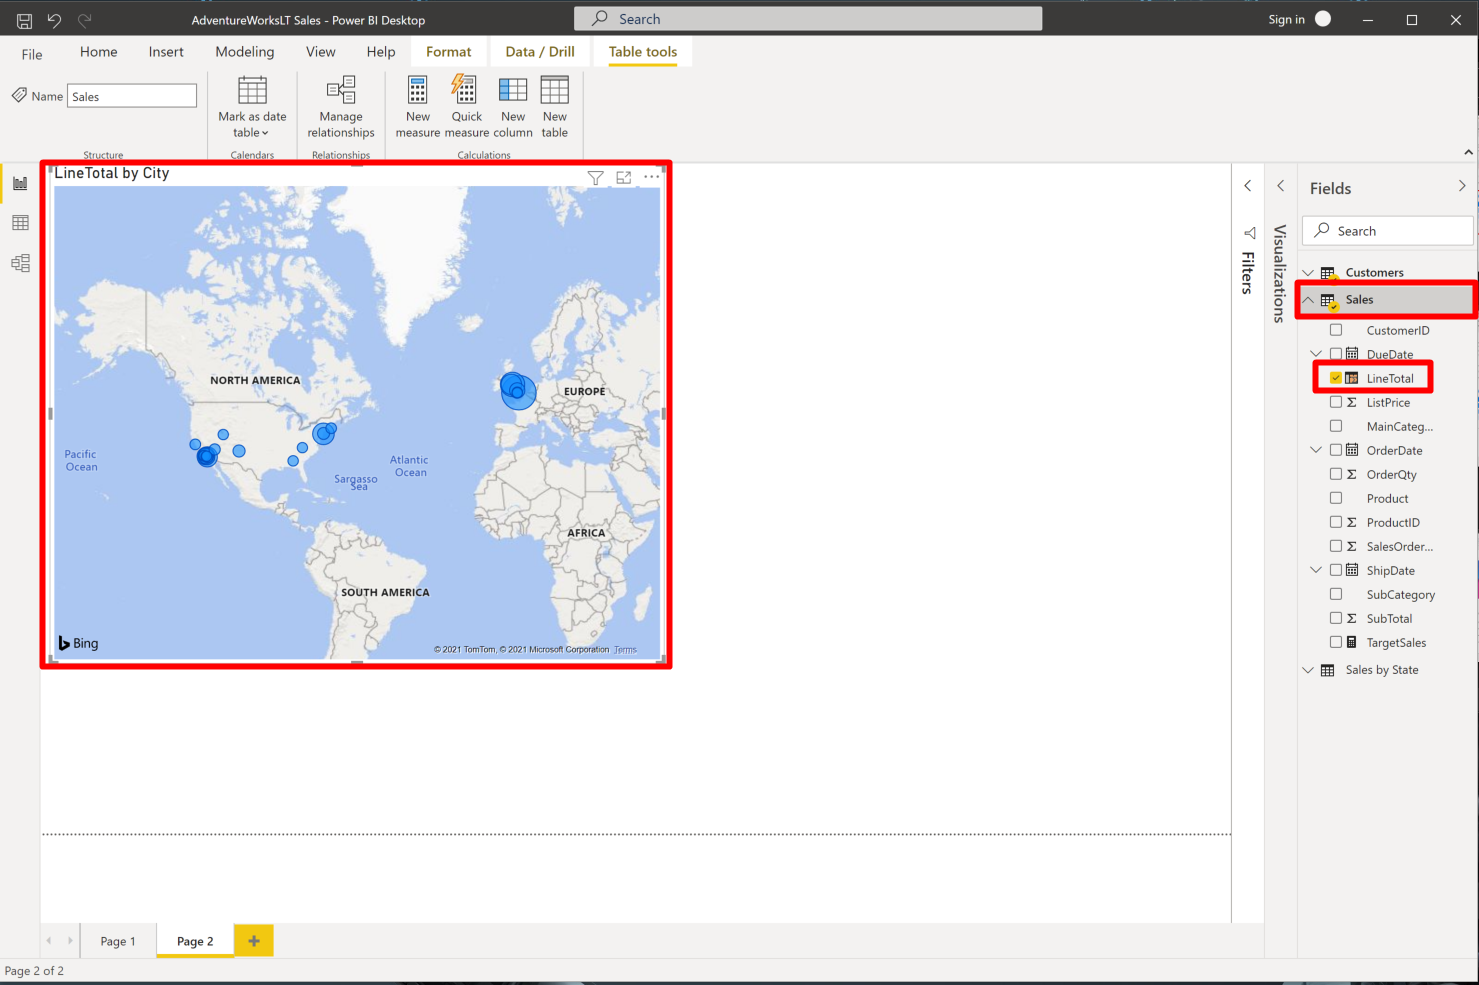 AdventureWorksLT Sales - Power BI Desktop
Search
Sign in
File
Home
Insert
Modeling
View
Help
Format
Data / Drill
Table tools
Name
Sales
Mark as date
table
Manage
relationships
New
measure
Quick
measure
New
column
New
table
Structure
Calendars
Relationships
Calculations
LineTotal by City
NORTH AMERICA
EUROPE
Pacific
Ocean
Atlantic
Ocean
Sargasso
Sea
AFRICA
SOUTH AMERICA
Bing
© 2021 TomTom, © 2021 Microsoft Corporation Terms
Filters
Visualizations
Fields
Search
Customers
Sales
CustomerID
DueDate
LineTotal
ListPrice
MainCateg...
OrderDate
OrderQty
Product
ProductID
SalesOrder...
ShipDate
SubCategory
SubTotal
TargetSales
Sales by State
Page 1
Page 2
Page 2 of 2